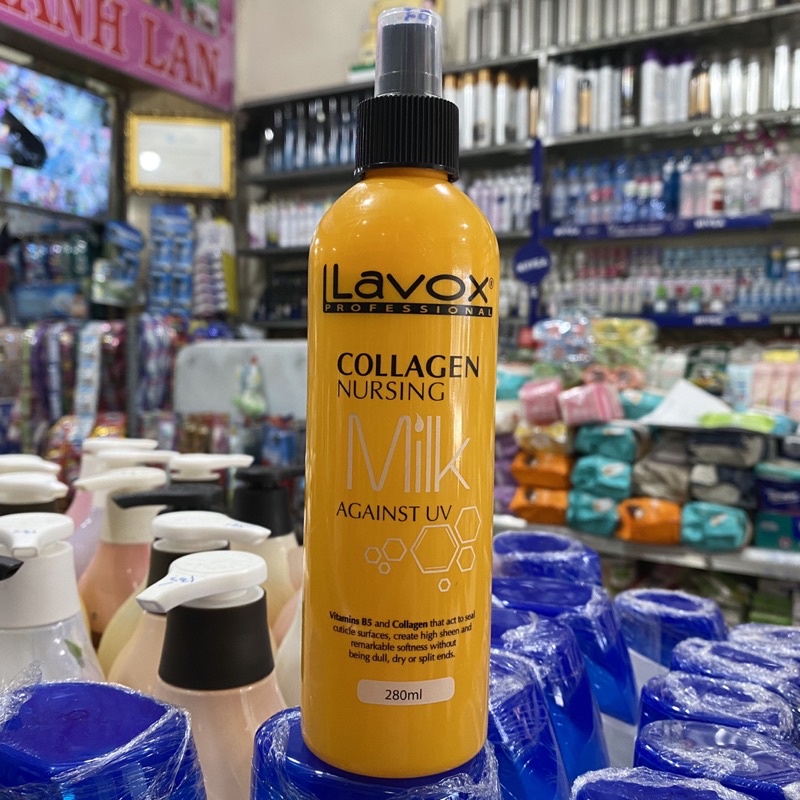 ANH LAN
Lavox®
PROFESSIONAL
COLLAGEN
NURSING
Milk
AGAINST UV
Vitamins B5 and Collagen that act to seal
cuticle surfaces, create high sheen and
remarkable softness without
being dull, dry or split ends.
280ml
NIVEA